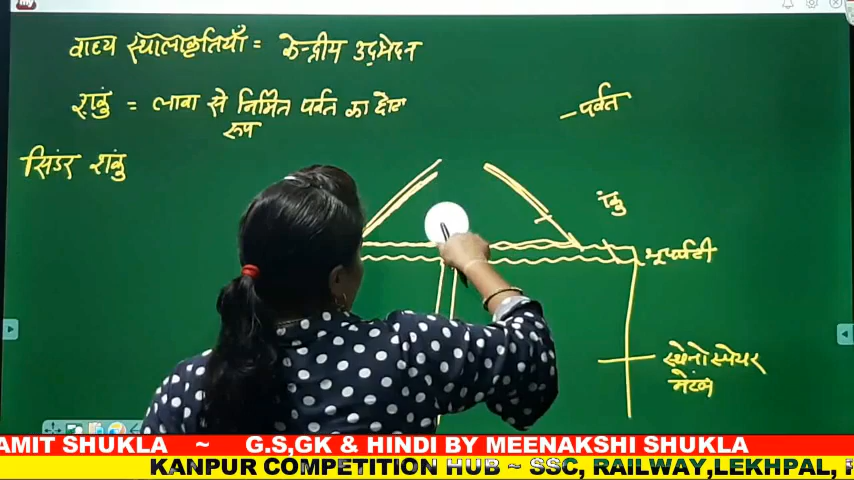 my
वाह्य स्थालाकृतियाँ = केन्द्रीय उद्भेदन
शंकु = लावा से निर्मित पर्वत का छोटा
रूप
– पर्वत
सिंडर शंकु
शंकु
भूपर्पटी
स्थेनोस्फेयर
मेंटल
AMIT SHUKLA ~ G.S,GK & HINDI BY MEENAKSHI SHUKLA
KANPUR COMPETITION HUB ~ SSC, RAILWAY,LEKHPAL,